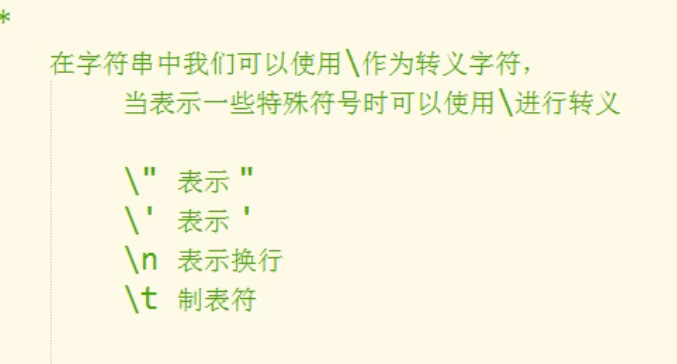 *
在字符串中我们可以使用\作为转义字符，
当表示一些特殊符号时可以使用\进行转义
\" 表示 "
\' 表示 '
\n 表示换行
\t 制表符